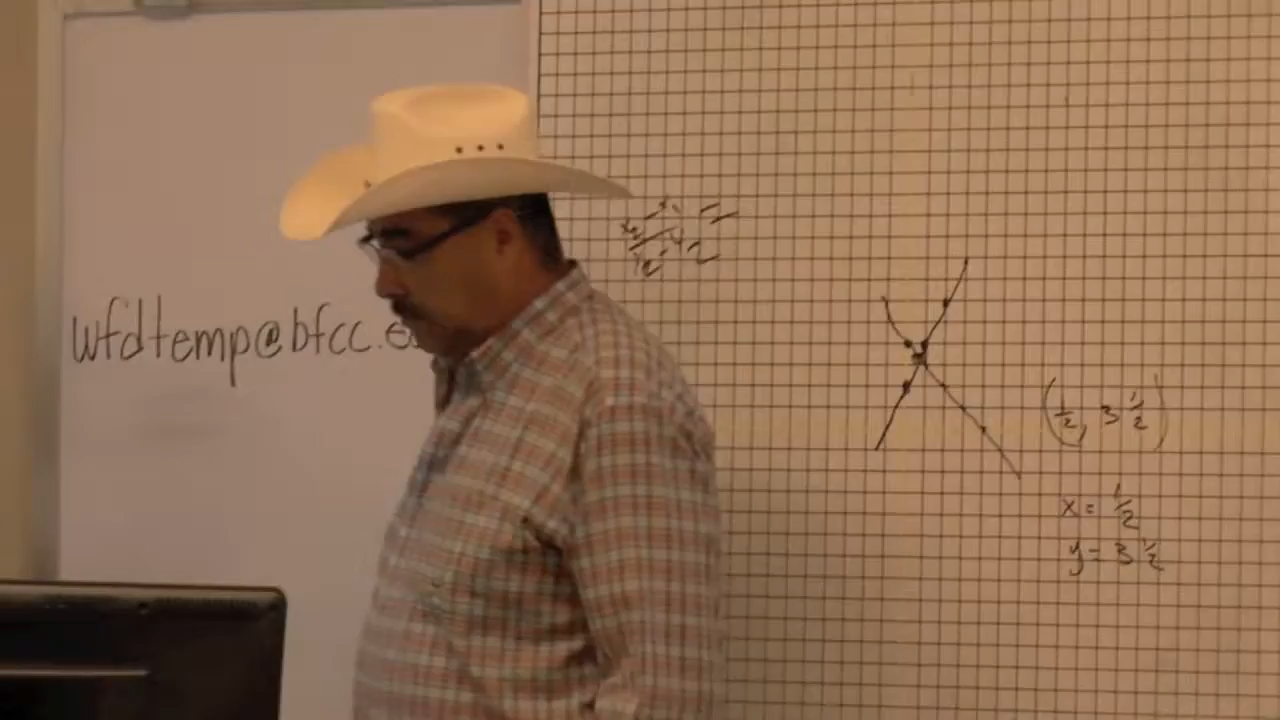 wfdtemp@bfcc.e
(1/2, 3 1/2)
x = 1/2
y = 3 1/2